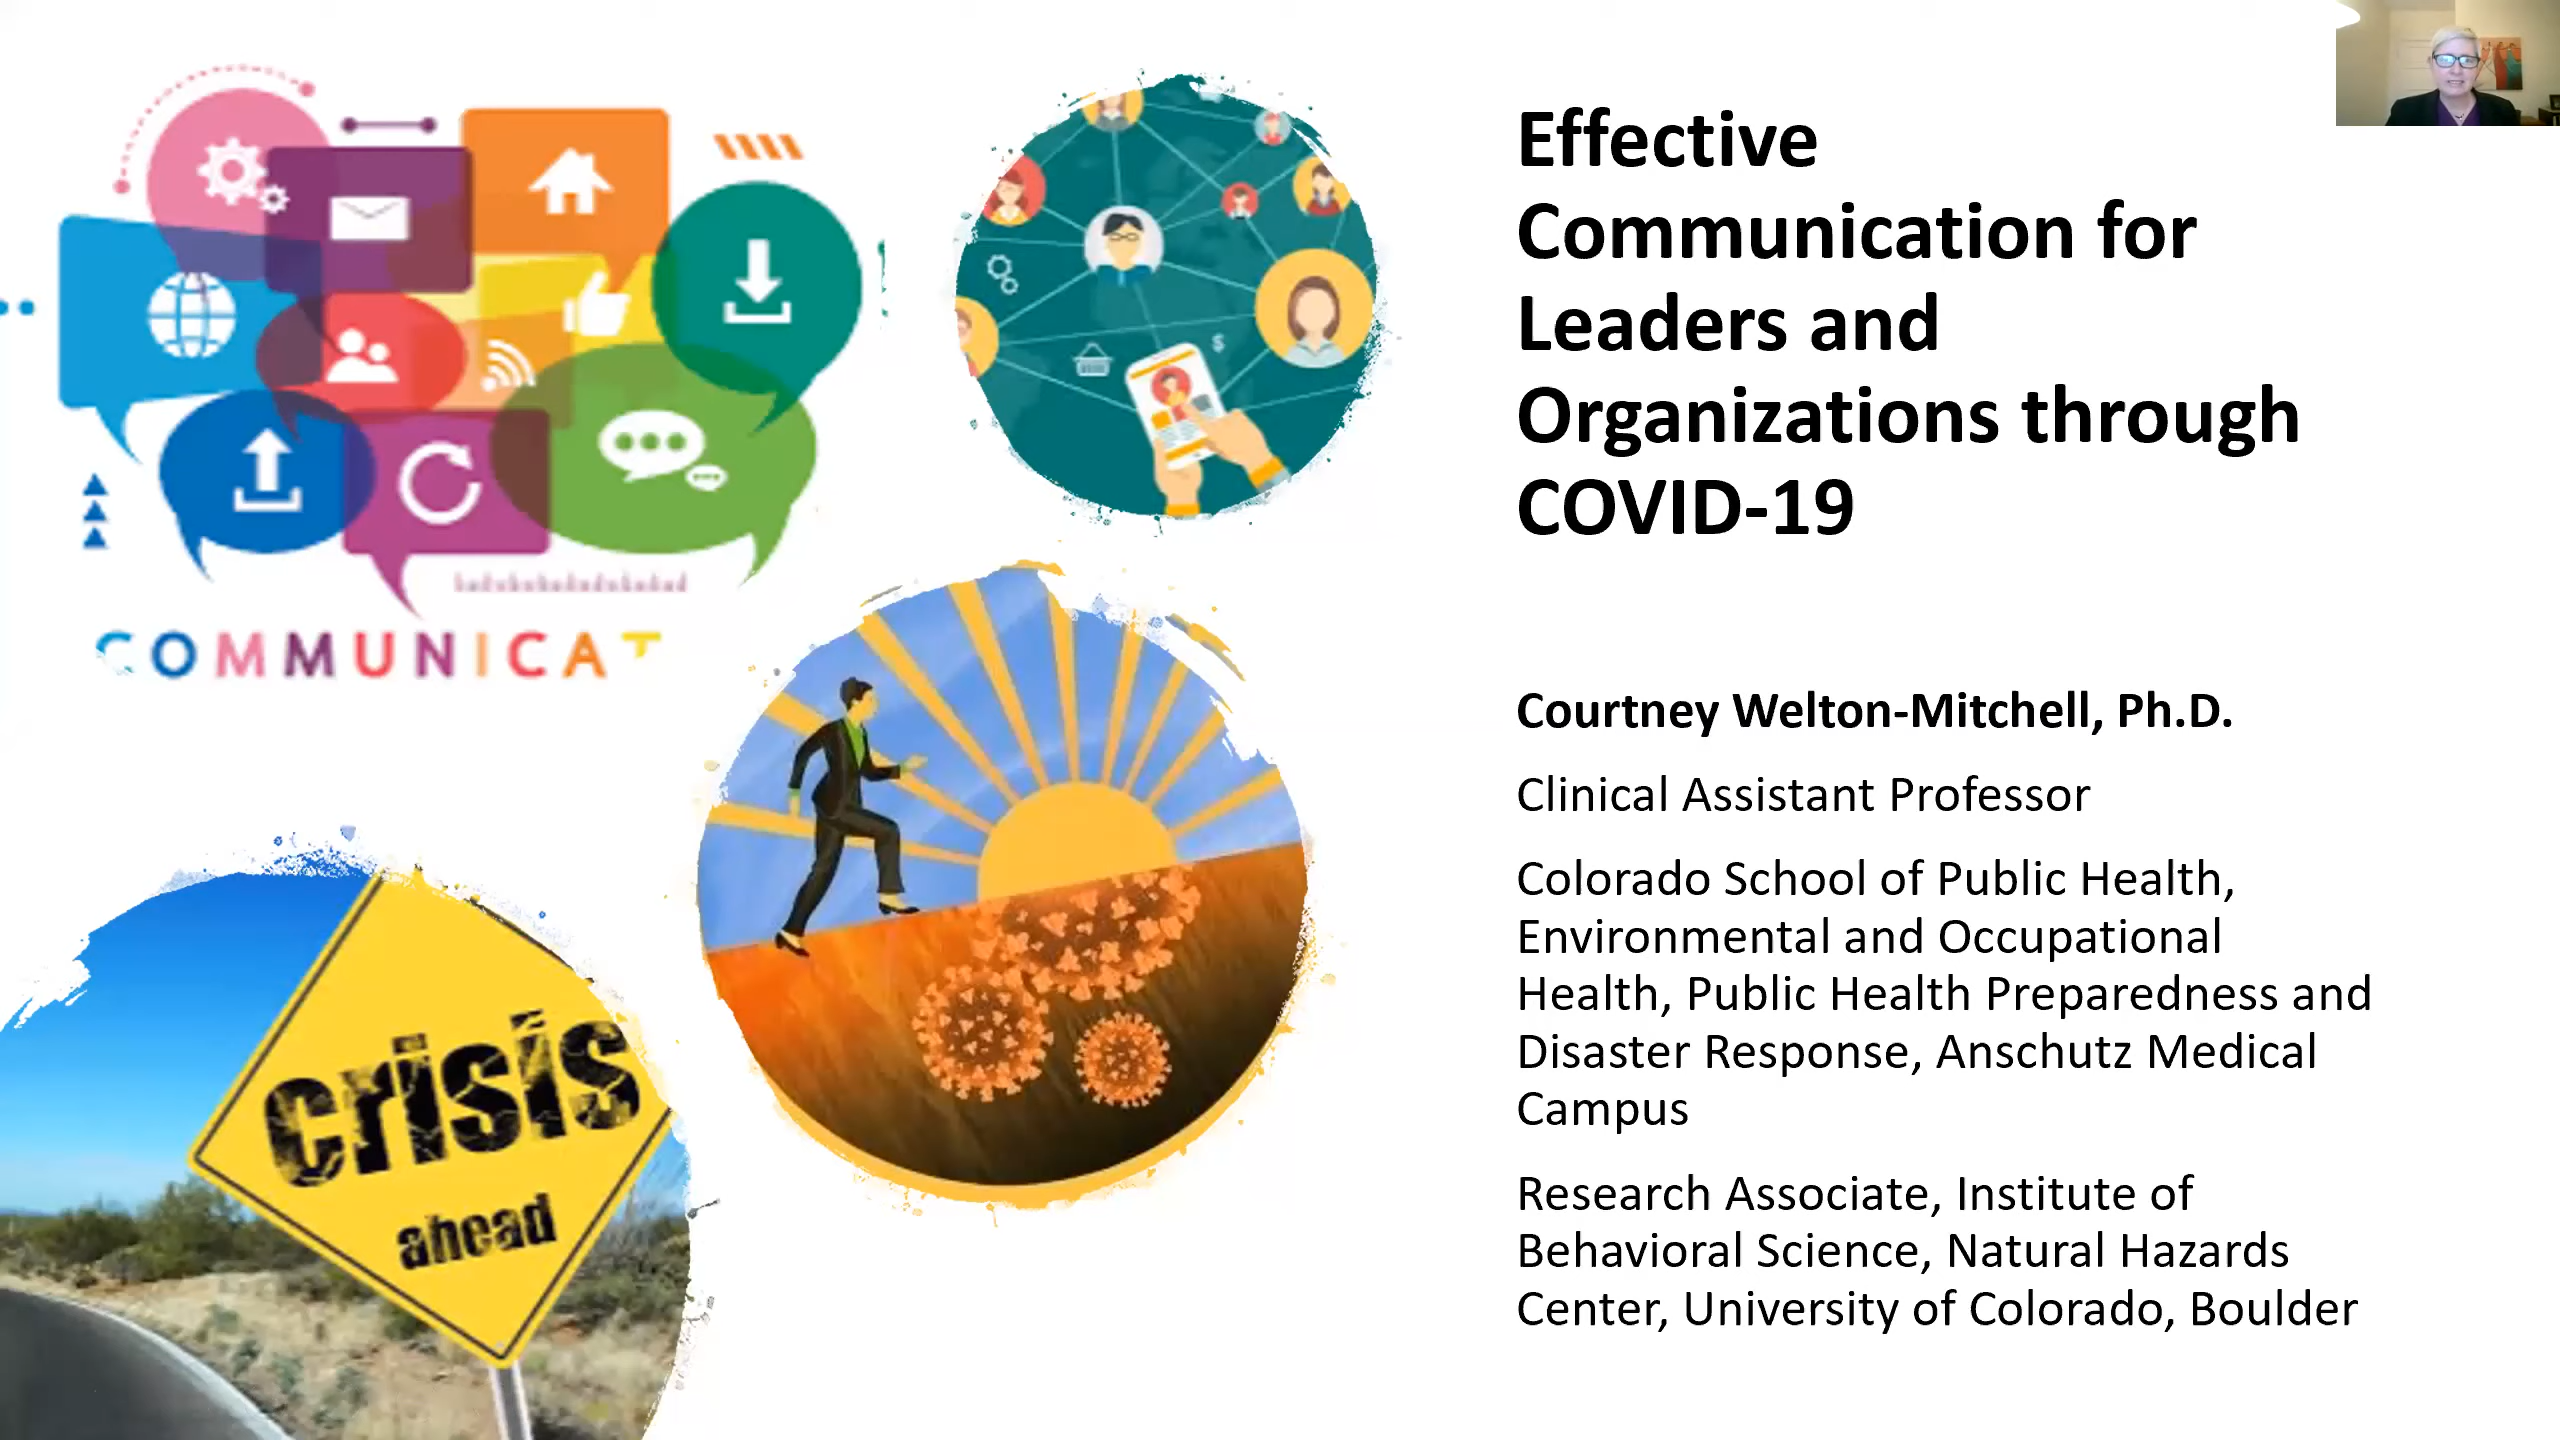 Effective
Communication for
Leaders and
Organizations through
COVID-19
Courtney Welton-Mitchell, Ph.D.
Clinical Assistant Professor
Colorado School of Public Health,
Environmental and Occupational
Health, Public Health Preparedness and
Disaster Response, Anschutz Medical
Campus
Research Associate, Institute of
Behavioral Science, Natural Hazards
Center, University of Colorado, Boulder
COMMUNICAT
$
crisis
ahead